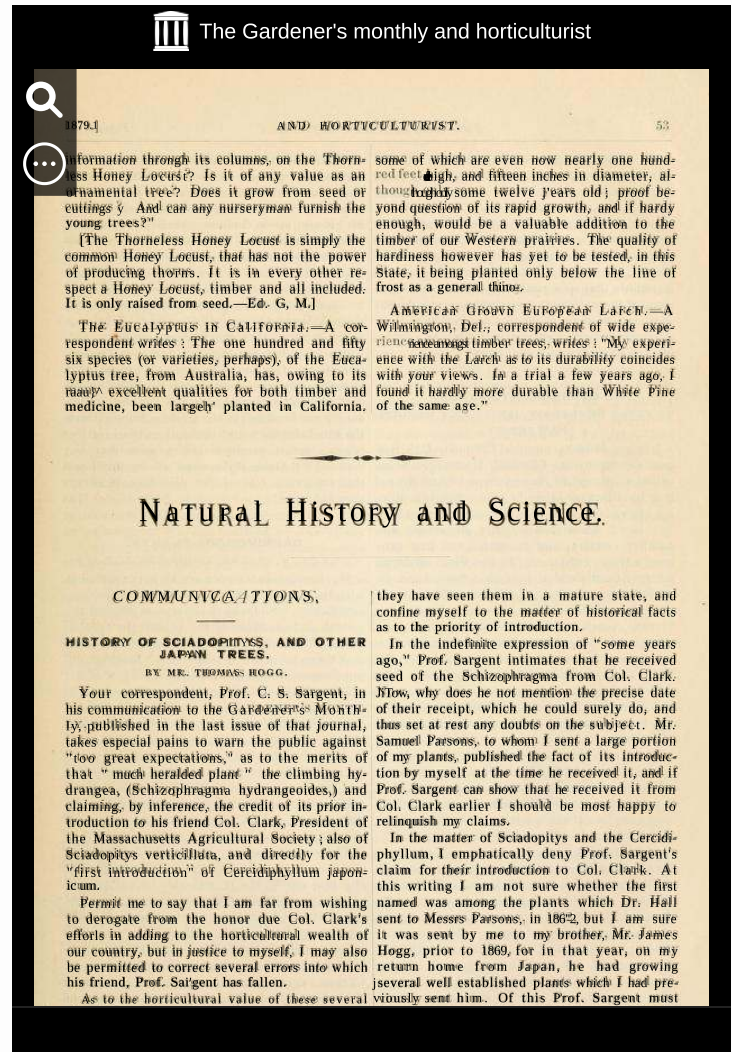 The Gardener's monthly and horticulturist
1879.]
AND HORTICULTURIST.
53
information through its columns, on the Thorn-
less Honey Locust? Is it of any value as an
ornamental tree? Does it grow from seed or
cuttings? And can any nurseryman furnish the
young trees?"
[The Thorneless Honey Locust is simply the
common Honey Locust, that has not the power
of producing thorns. It is in every other re-
spect a Honey Locust, timber and all included.
It is only raised from seed.—Ed. G, M.]
The Eucalyptus in California.—A cor-
respondent writes: The one hundred and fifty
six species (or varieties, perhaps), of the Euca-
lyptus tree, from Australia, has, owing to its
many excellent qualities for both timber and
medicine, been largely planted in California.
some of which are even now nearly one hund-
red feet high, and fifteen inches in diameter, al-
though only some twelve years old; proof be-
yond question of its rapid growth, and if hardy
enough, would be a valuable addition to the
timber of our Western prairies. The quality of
hardiness however has yet to be tested, in this
State, it being planted only below the line of
frost as a general thing.
American Grown European Larch.—A
Wilmington, Del., correspondent of wide expe-
rience amongst timber trees, writes: "My experi-
ence with the Larch as to its durability coincides
with your views. In a trial a few years ago, I
found it hardly more durable than White Pine
of the same age."
Natural History and Science.
COMMUNICATIONS.
HISTORY OF SCIADOPITYS, AND OTHER
JAPAN TREES.
BY MR. THOMAS HOGG.
Your correspondent, Prof. C. S. Sargent, in
his communication to the Gardener's Month-
ly, published in the last issue of that journal,
takes especial pains to warn the public against
"too great expectations," as to the merits of
that "much heralded plant" the climbing hy-
drangea, (Schizophragma hydrangeoides,) and
claiming, by inference, the credit of its prior in-
troduction to his friend Col. Clark, President of
the Massachusetts Agricultural Society; also of
Sciadopitys verticillata, and directly for the
"first introduction" of Cercidiphyllum japon-
icum.
Permit me to say that I am far from wishing
to derogate from the honor due Col. Clark's
efforts in adding to the horticultural wealth of
our country, but in justice to myself, I may also
be permitted to correct several errors into which
his friend, Prof. Sargent has fallen.
As to the horticultural value of these several
they have seen them in a mature state, and
confine myself to the matter of historical facts
as to the priority of introduction.
In the indefinite expression of "some years
ago," Prof. Sargent intimates that he received
seed of the Schizophragma from Col. Clark.
Now, why does he not mention the precise date
of their receipt, which he could surely do, and
thus set at rest any doubts on the subject. Mr.
Samuel Parsons, to whom I sent a large portion
of my plants, published the fact of its introduc-
tion by myself at the time he received it, and if
Prof. Sargent can show that he received it from
Col. Clark earlier I should be most happy to
relinquish my claims.
In the matter of Sciadopitys and the Cercidi-
phyllum, I emphatically deny Prof. Sargent's
claim for their introduction to Col. Clark. At
this writing I am not sure whether the first
named was among the plants which Dr. Hall
sent to Messrs Parsons, in 1862, but I am sure
it was sent by me to my brother, Mr. James
Hogg, prior to 1869, for in that year, on my
return home from Japan, he had growing
several well established plants which I had pre-
viously sent him. Of this Prof. Sargent must